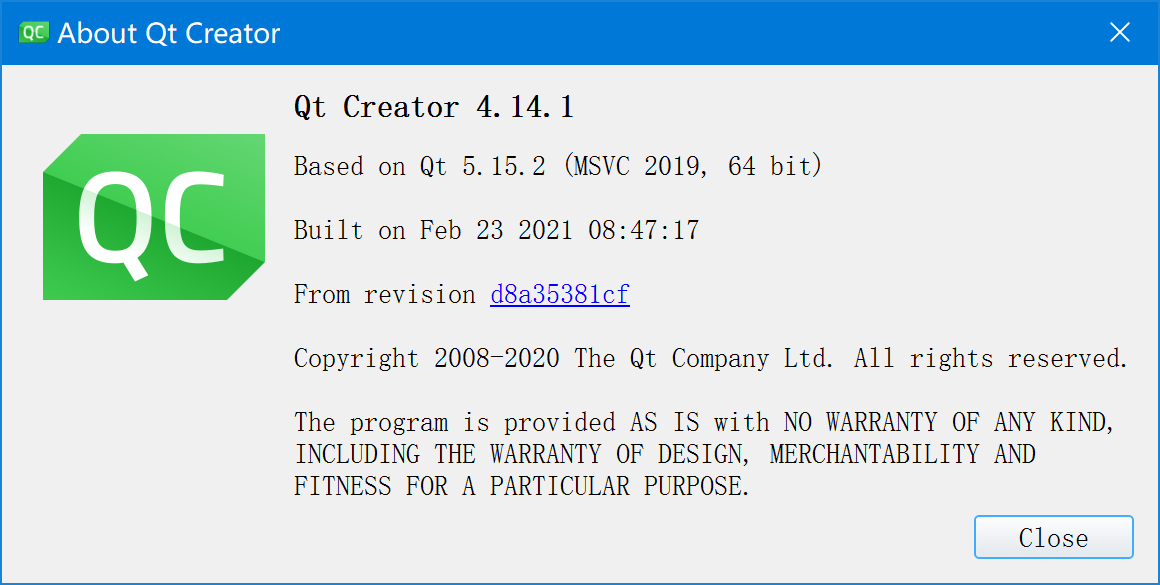 QC About Qt Creator
QC
Qt Creator 4.14.1
Based on Qt 5.15.2 (MSVC 2019, 64 bit)
Built on Feb 23 2021 08:47:17
From revision d8a35381cf
Copyright 2008-2020 The Qt Company Ltd. All rights reserved.
The program is provided AS IS with NO WARRANTY OF ANY KIND,
INCLUDING THE WARRANTY OF DESIGN, MERCHANTABILITY AND
FITNESS FOR A PARTICULAR PURPOSE.
Close